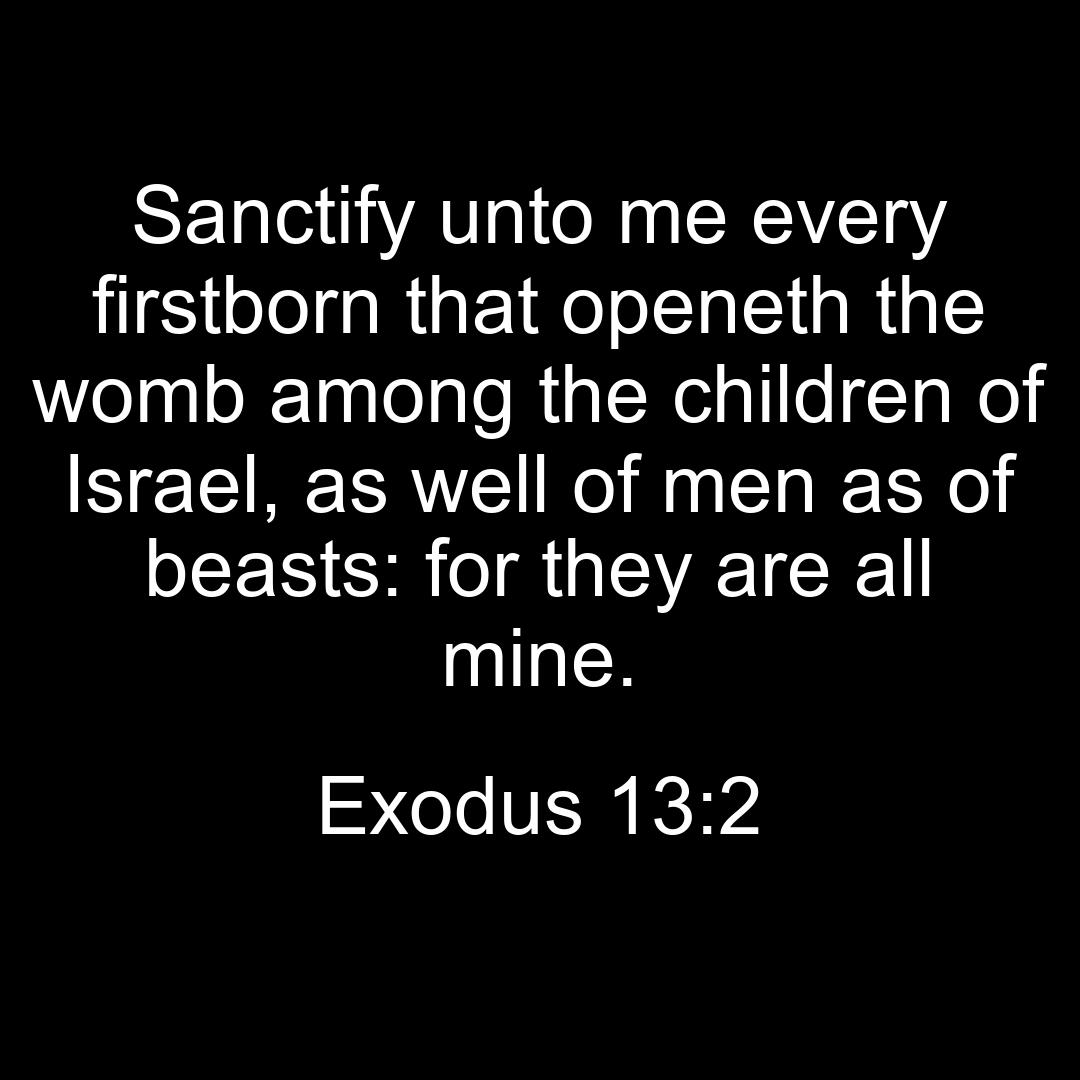 Sanctify unto me every
firstborn that openeth the
womb among the children of
Israel, as well of men as of
beasts: for they are all
mine.
Exodus 13:2